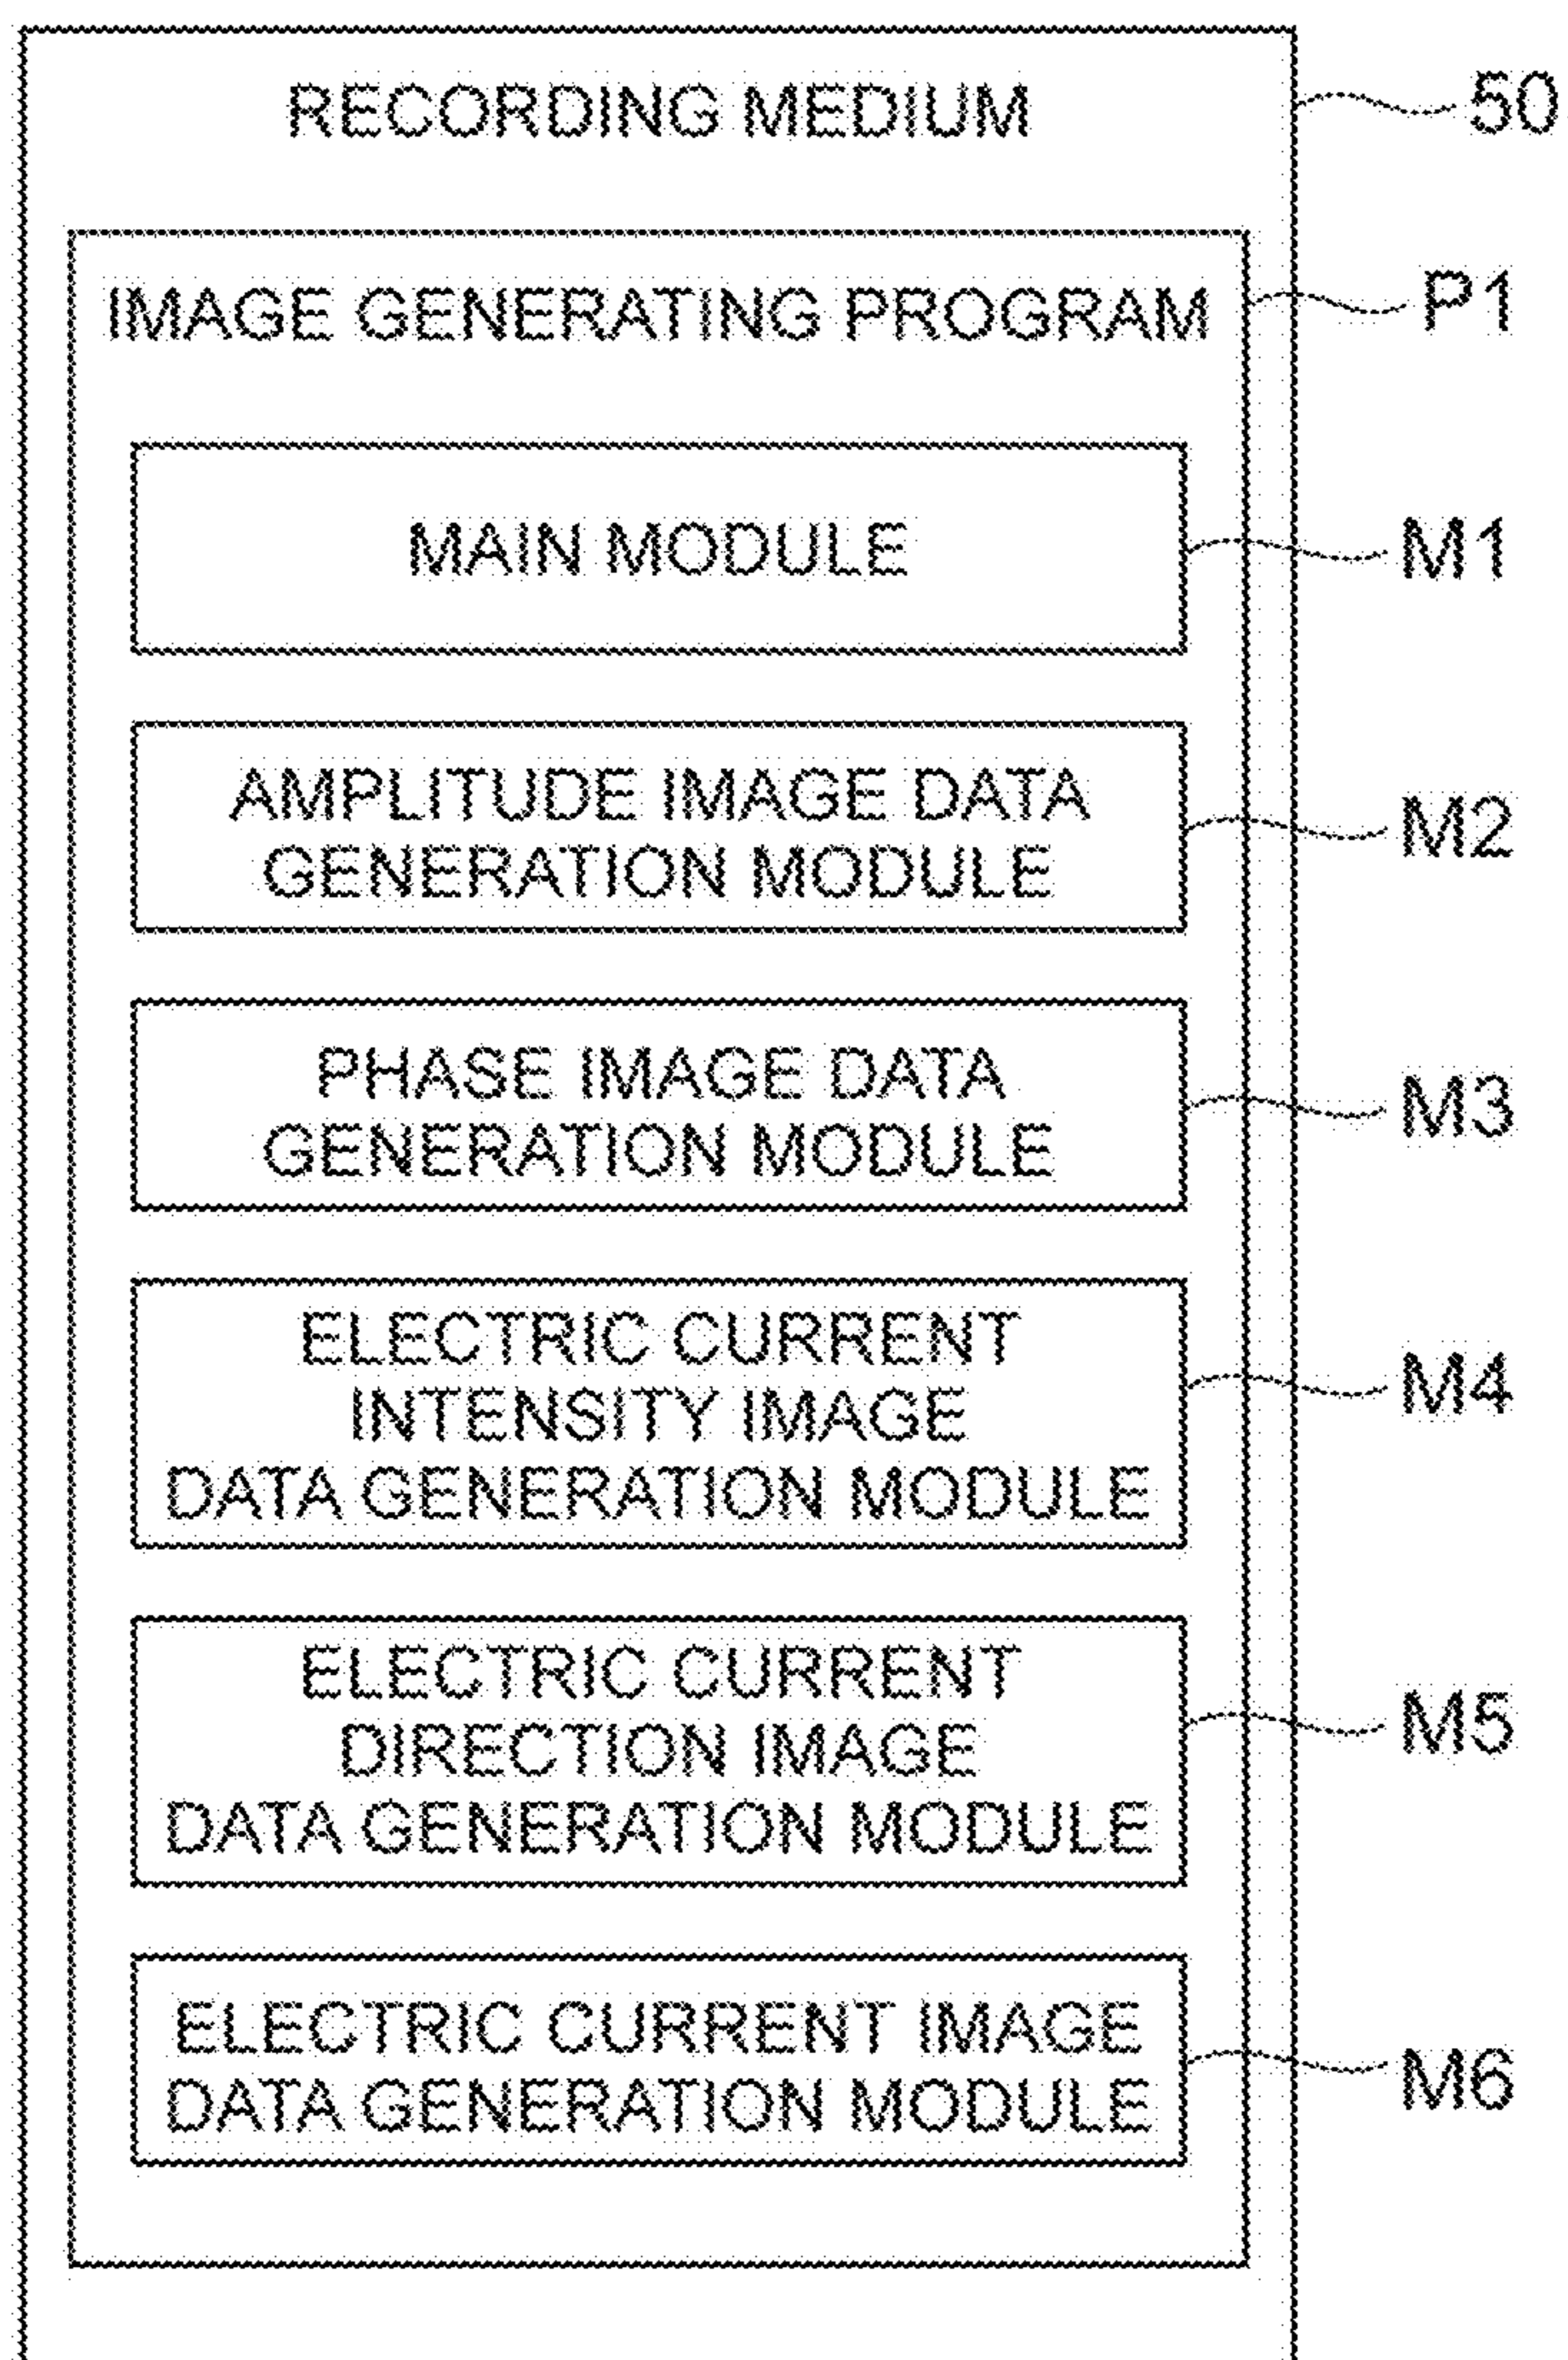 RECORDING MEDIUM
50
IMAGE GENERATING PROGRAM
P1
MAIN MODULE
M1
AMPLITUDE IMAGE DATA
GENERATION MODULE
M2
PHASE IMAGE DATA
GENERATION MODULE
M3
ELECTRIC CURRENT
INTENSITY IMAGE
DATA GENERATION MODULE
M4
ELECTRIC CURRENT
DIRECTION IMAGE
DATA GENERATION MODULE
M5
ELECTRIC CURRENT IMAGE
DATA GENERATION MODULE
M6